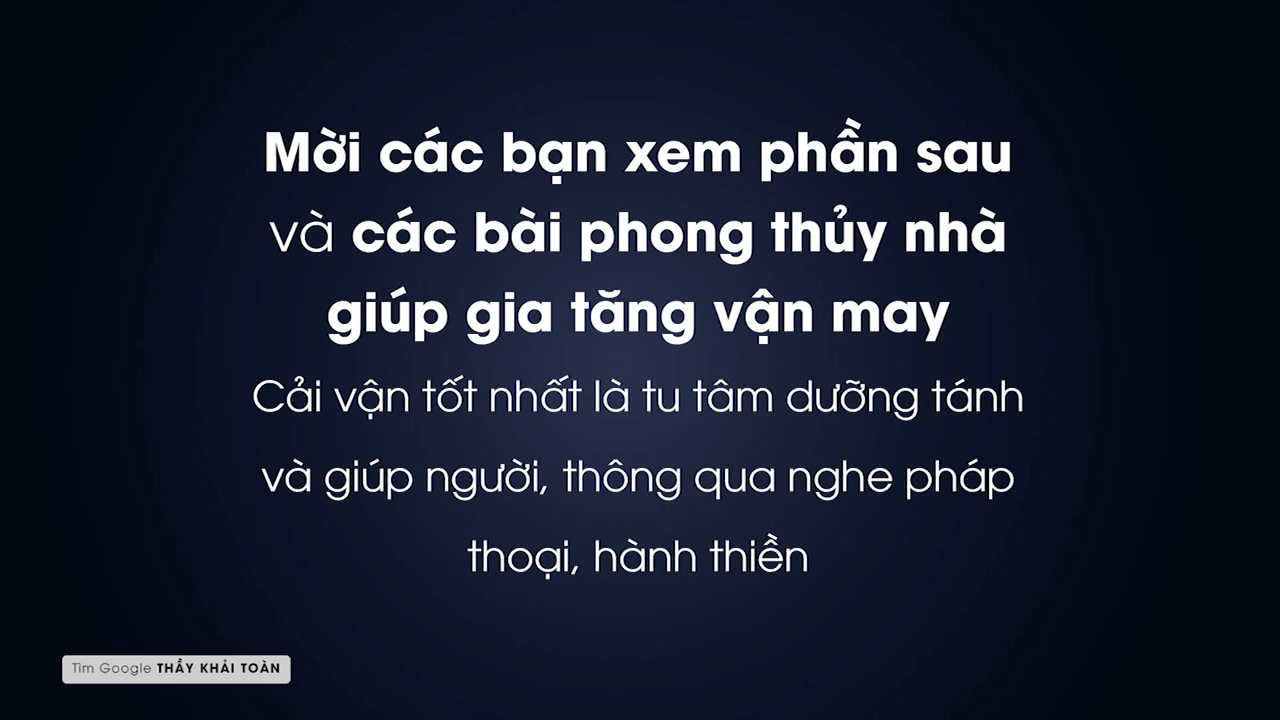 Mời các bạn xem phần sau
và các bài phong thủy nhà
giúp gia tăng vận may
Cải vận tốt nhất là tu tâm dưỡng tánh
và giúp người, thông qua nghe pháp
thoại, hành thiền
Tìm Google THẦY KHẢI TOÀN